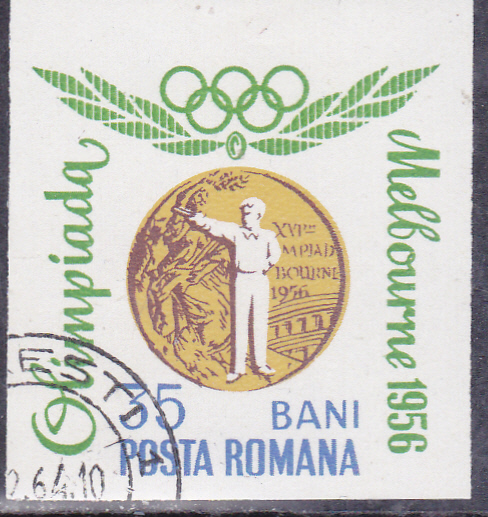 Olimpiada
Melbourne 1956
XVI
MPIAD
BOURNE
1956
35 BANI
POSTA ROMANA
2.64.10